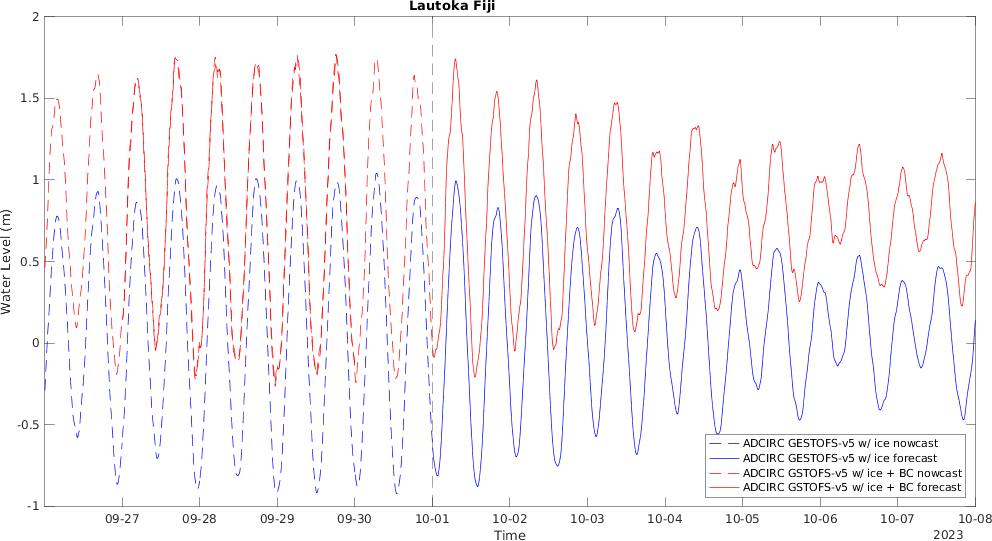 Lautoka Fiji
Water Level (m)
2
1.5
1
0.5
0
-0.5
-1
ADCIRC GESTOFS-v5 w/ ice nowcast
ADCIRC GESTOFS-v5 w/ ice forecast
ADCIRC GSTOFS-v5 w/ ice + BC nowcast
ADCIRC GSTOFS-v5 w/ ice + BC forecast
09-27 09-28 09-29 09-30 10-01 10-02 10-03 10-04 10-05 10-06 10-07 10-08
Time
2023